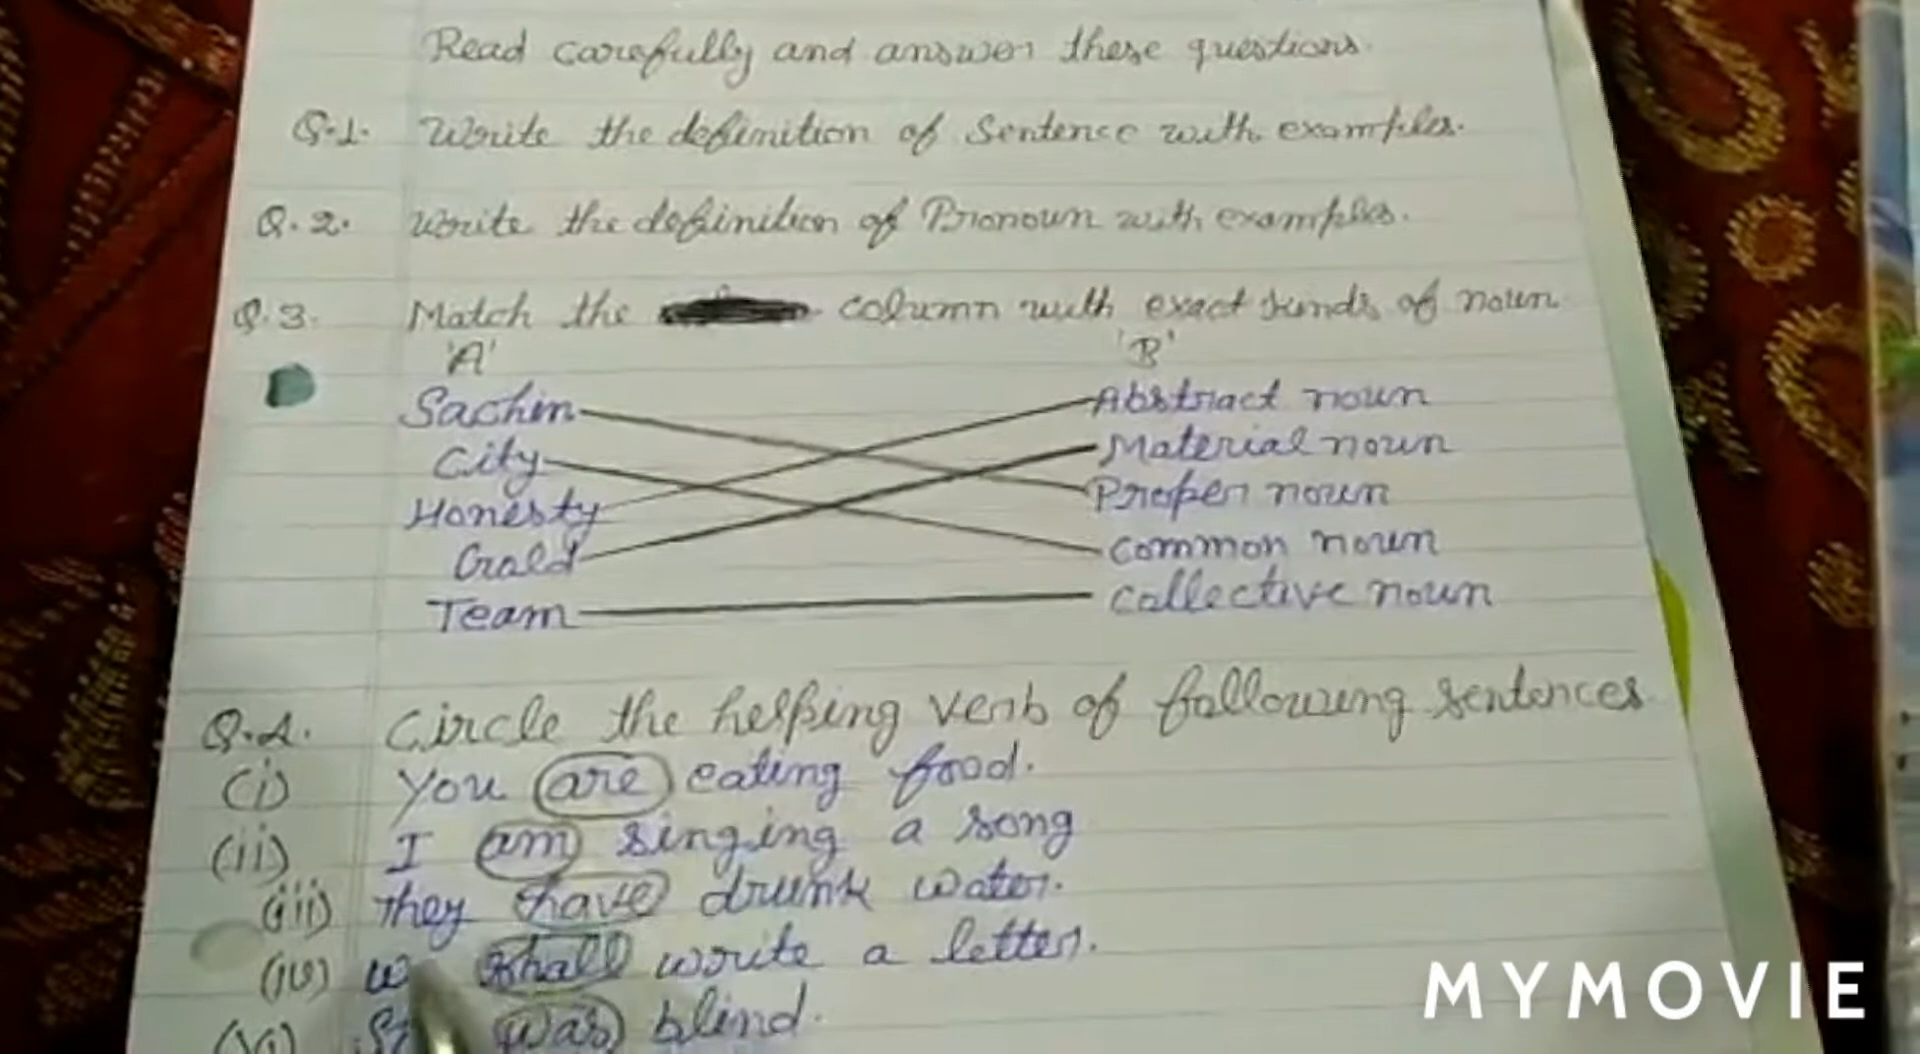 Read carefully and answer these questions.
Q.1. Write the definition of Sentence with examples.
Q.2. Write the definition of Pronoun with examples.
Q.3. Match the column with exact kinds of noun
'A' 'B'
Sachin Abstract noun
City Material noun
Honesty Proper noun
Gold Common noun
Team Collective noun
Q.4. Circle the helping verb of following sentences
(i) You are eating food.
(ii) I am singing a song
(iii) They have drunk water.
(iv) shall write a letter.
was blind.
MYMOVIE